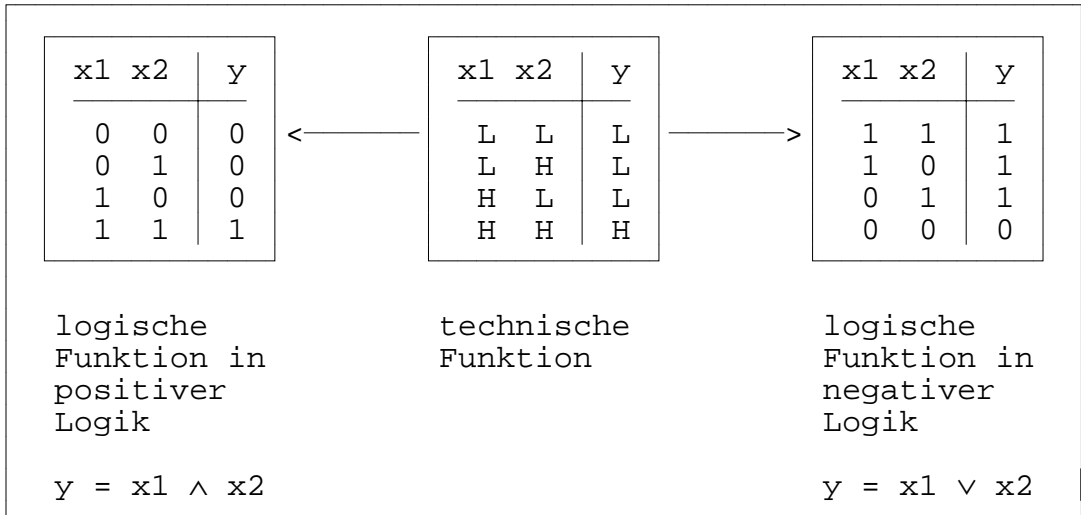 x1 x2 y x1 x2 y x1 x2 y
0 0 0 < L L L > 1 1 1
0 1 0 L H L 1 0 1
1 0 0 H L L 0 1 1
1 1 1 H H H 0 0 0
logische technische logische
Funktion in Funktion Funktion in
positiver negativer
Logik Logik
y = x1 ∧ x2 y = x1 ∨ x2